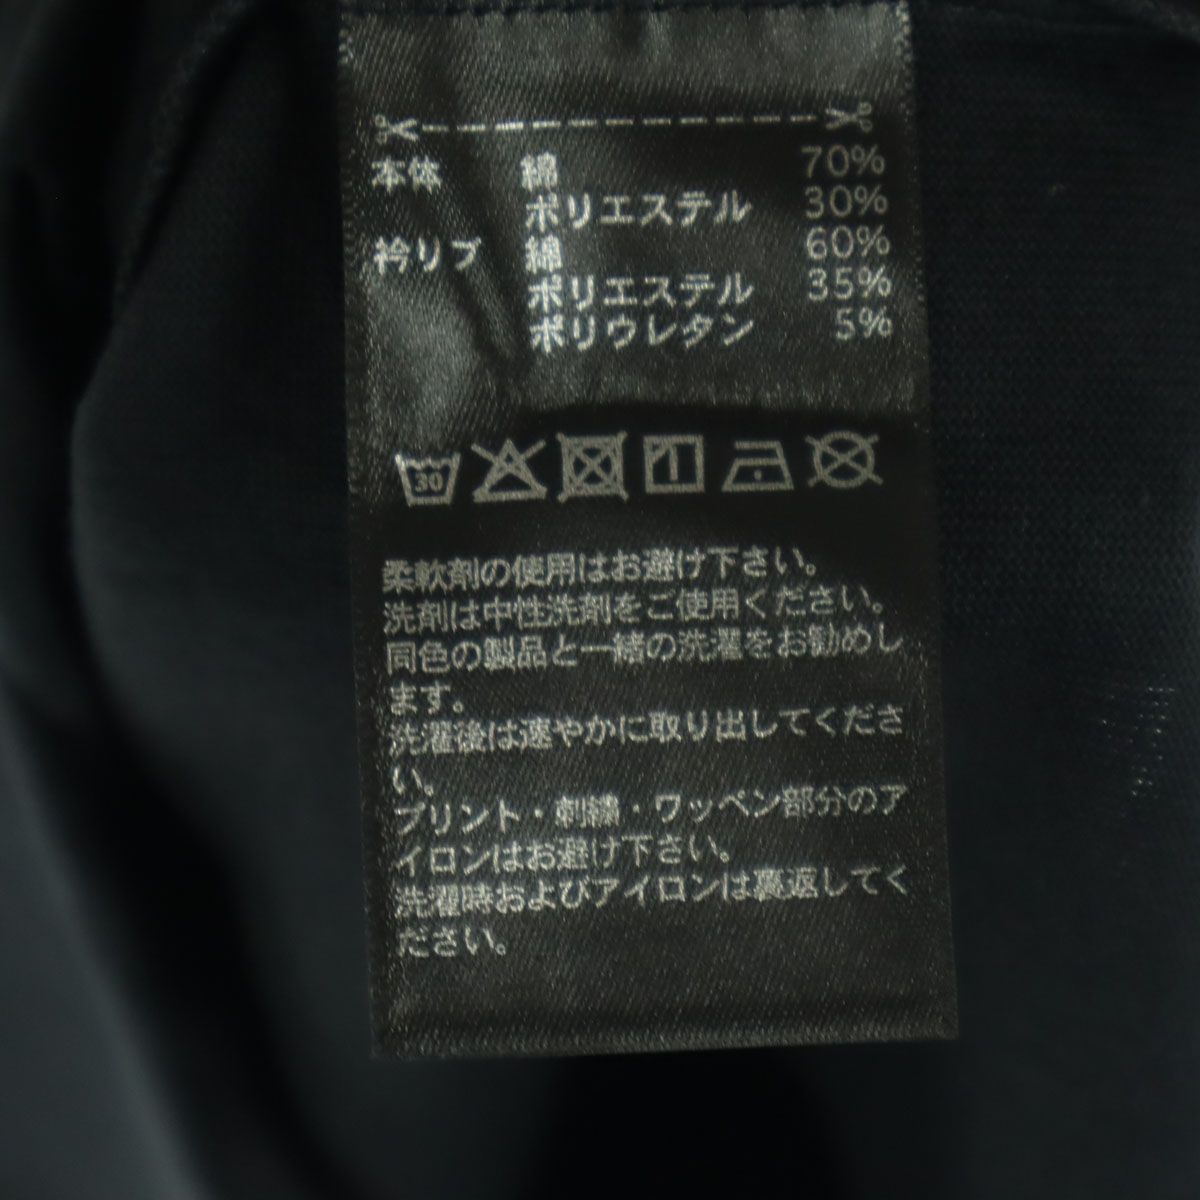 本体 綿 70%
ポリエステル 30%
衿リブ 綿 60%
ポリエステル 35%
ポリウレタン 5%
30
柔軟剤の使用はお避け下さい。
洗剤は中性洗剤をご使用ください。
同色の製品と一緒の洗濯をお勧めし
ます。
洗濯後は速やかに取り出してくださ
い。
プリント・刺繍・ワッペン部分のア
イロンはお避け下さい。
洗濯時およびアイロンは裏返してく
ださい。